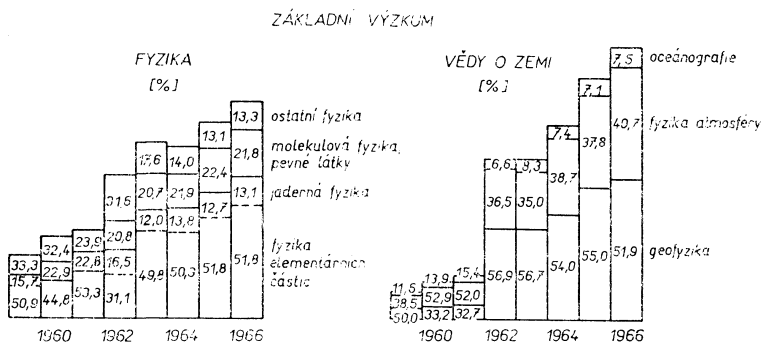 ZÁKLADNÍ VÝZKUM
FYZIKA
[%]
13,3 ostatní fyzika
13,1
17,6 14,0
21,8 molekulová fyzika,
pevné látky
22,4
31,5 20,7 21,9 13,1 jaderná fyzika
12,7
12,0 13,8
32,4 23,9 20,8
33,3 22,9 22,8 16,5
15,7
49,8 50,3 51,8 51,8 fyzika
elementárních
částic
50,9 44,8 53,3 31,1
1960 1962 1964 1966
VĚDY O ZEMI
[%]
7,5 oceánografie
7,1
7,4 37,8 40,7 fyzika atmosféry
6,6 9,3
36,5 35,0 38,7
56,9 56,7 54,0 55,0 51,9 geofyzika
11,5 13,9 15,4
38,5 52,9 52,0
50,0 33,2 32,7
1960 1962 1964 1966